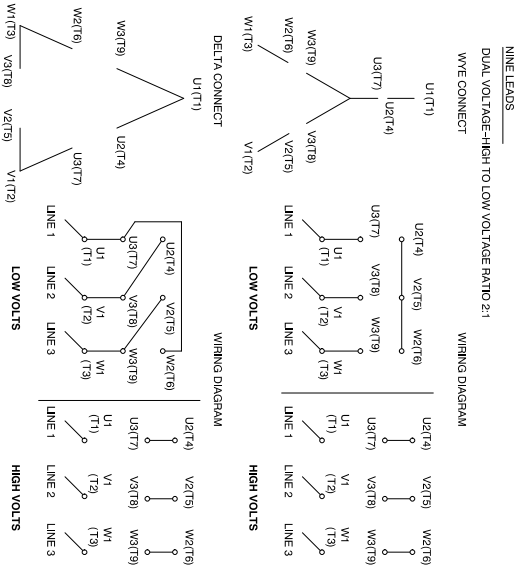 NINE LEADS
DUAL VOLTAGE-HIGH TO LOW VOLTAGE RATIO 2:1
WYE CONNECT
U1(T1)
U2(T4)
U3(T7)
W3(T9) V3(T8)
W2(T6) V2(T5)
W1(T3) V1(T2)
WIRING DIAGRAM
U2(T4) V2(T5) W2(T6)
U3(T7) V3(T8) W3(T9)
U1 V1 W1
(T1) (T2) (T3)
LINE 1 LINE 2 LINE 3
LOW VOLTS
U2(T4) V2(T5) W2(T6)
U3(T7) V3(T8) W3(T9)
U1 V1 W1
(T1) (T2) (T3)
LINE 1 LINE 2 LINE 3
HIGH VOLTS
DELTA CONNECT
U1(T1)
W3(T9) U2(T4)
W2(T6) U3(T7)
W1(T3) V3(T8) V2(T5) V1(T2)
WIRING DIAGRAM
U2(T4) V2(T5) W2(T6)
U3(T7) V3(T8) W3(T9)
U1 V1 W1
(T1) (T2) (T3)
LINE 1 LINE 2 LINE 3
LOW VOLTS
U2(T4) V2(T5) W2(T6)
U3(T7) V3(T8) W3(T9)
U1 V1 W1
(T1) (T2) (T3)
LINE 1 LINE 2 LINE 3
HIGH VOLTS